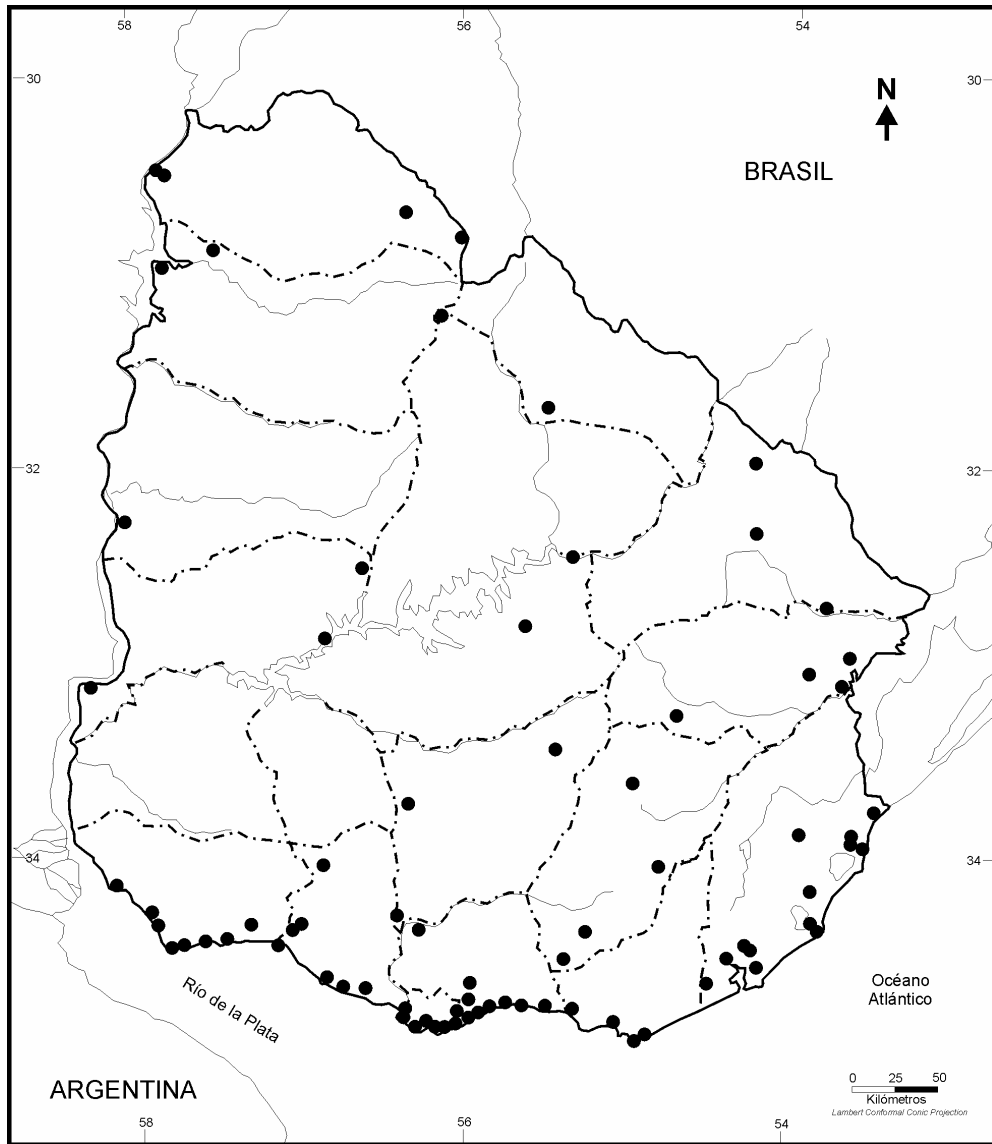 58 56 54
30 30
N
BRASIL
32 32
34 34
Océano
Atlántico
Río de la Plata
ARGENTINA
0 25 50
Kilómetros
Lambert Conformal Conic Projection
58 56 54